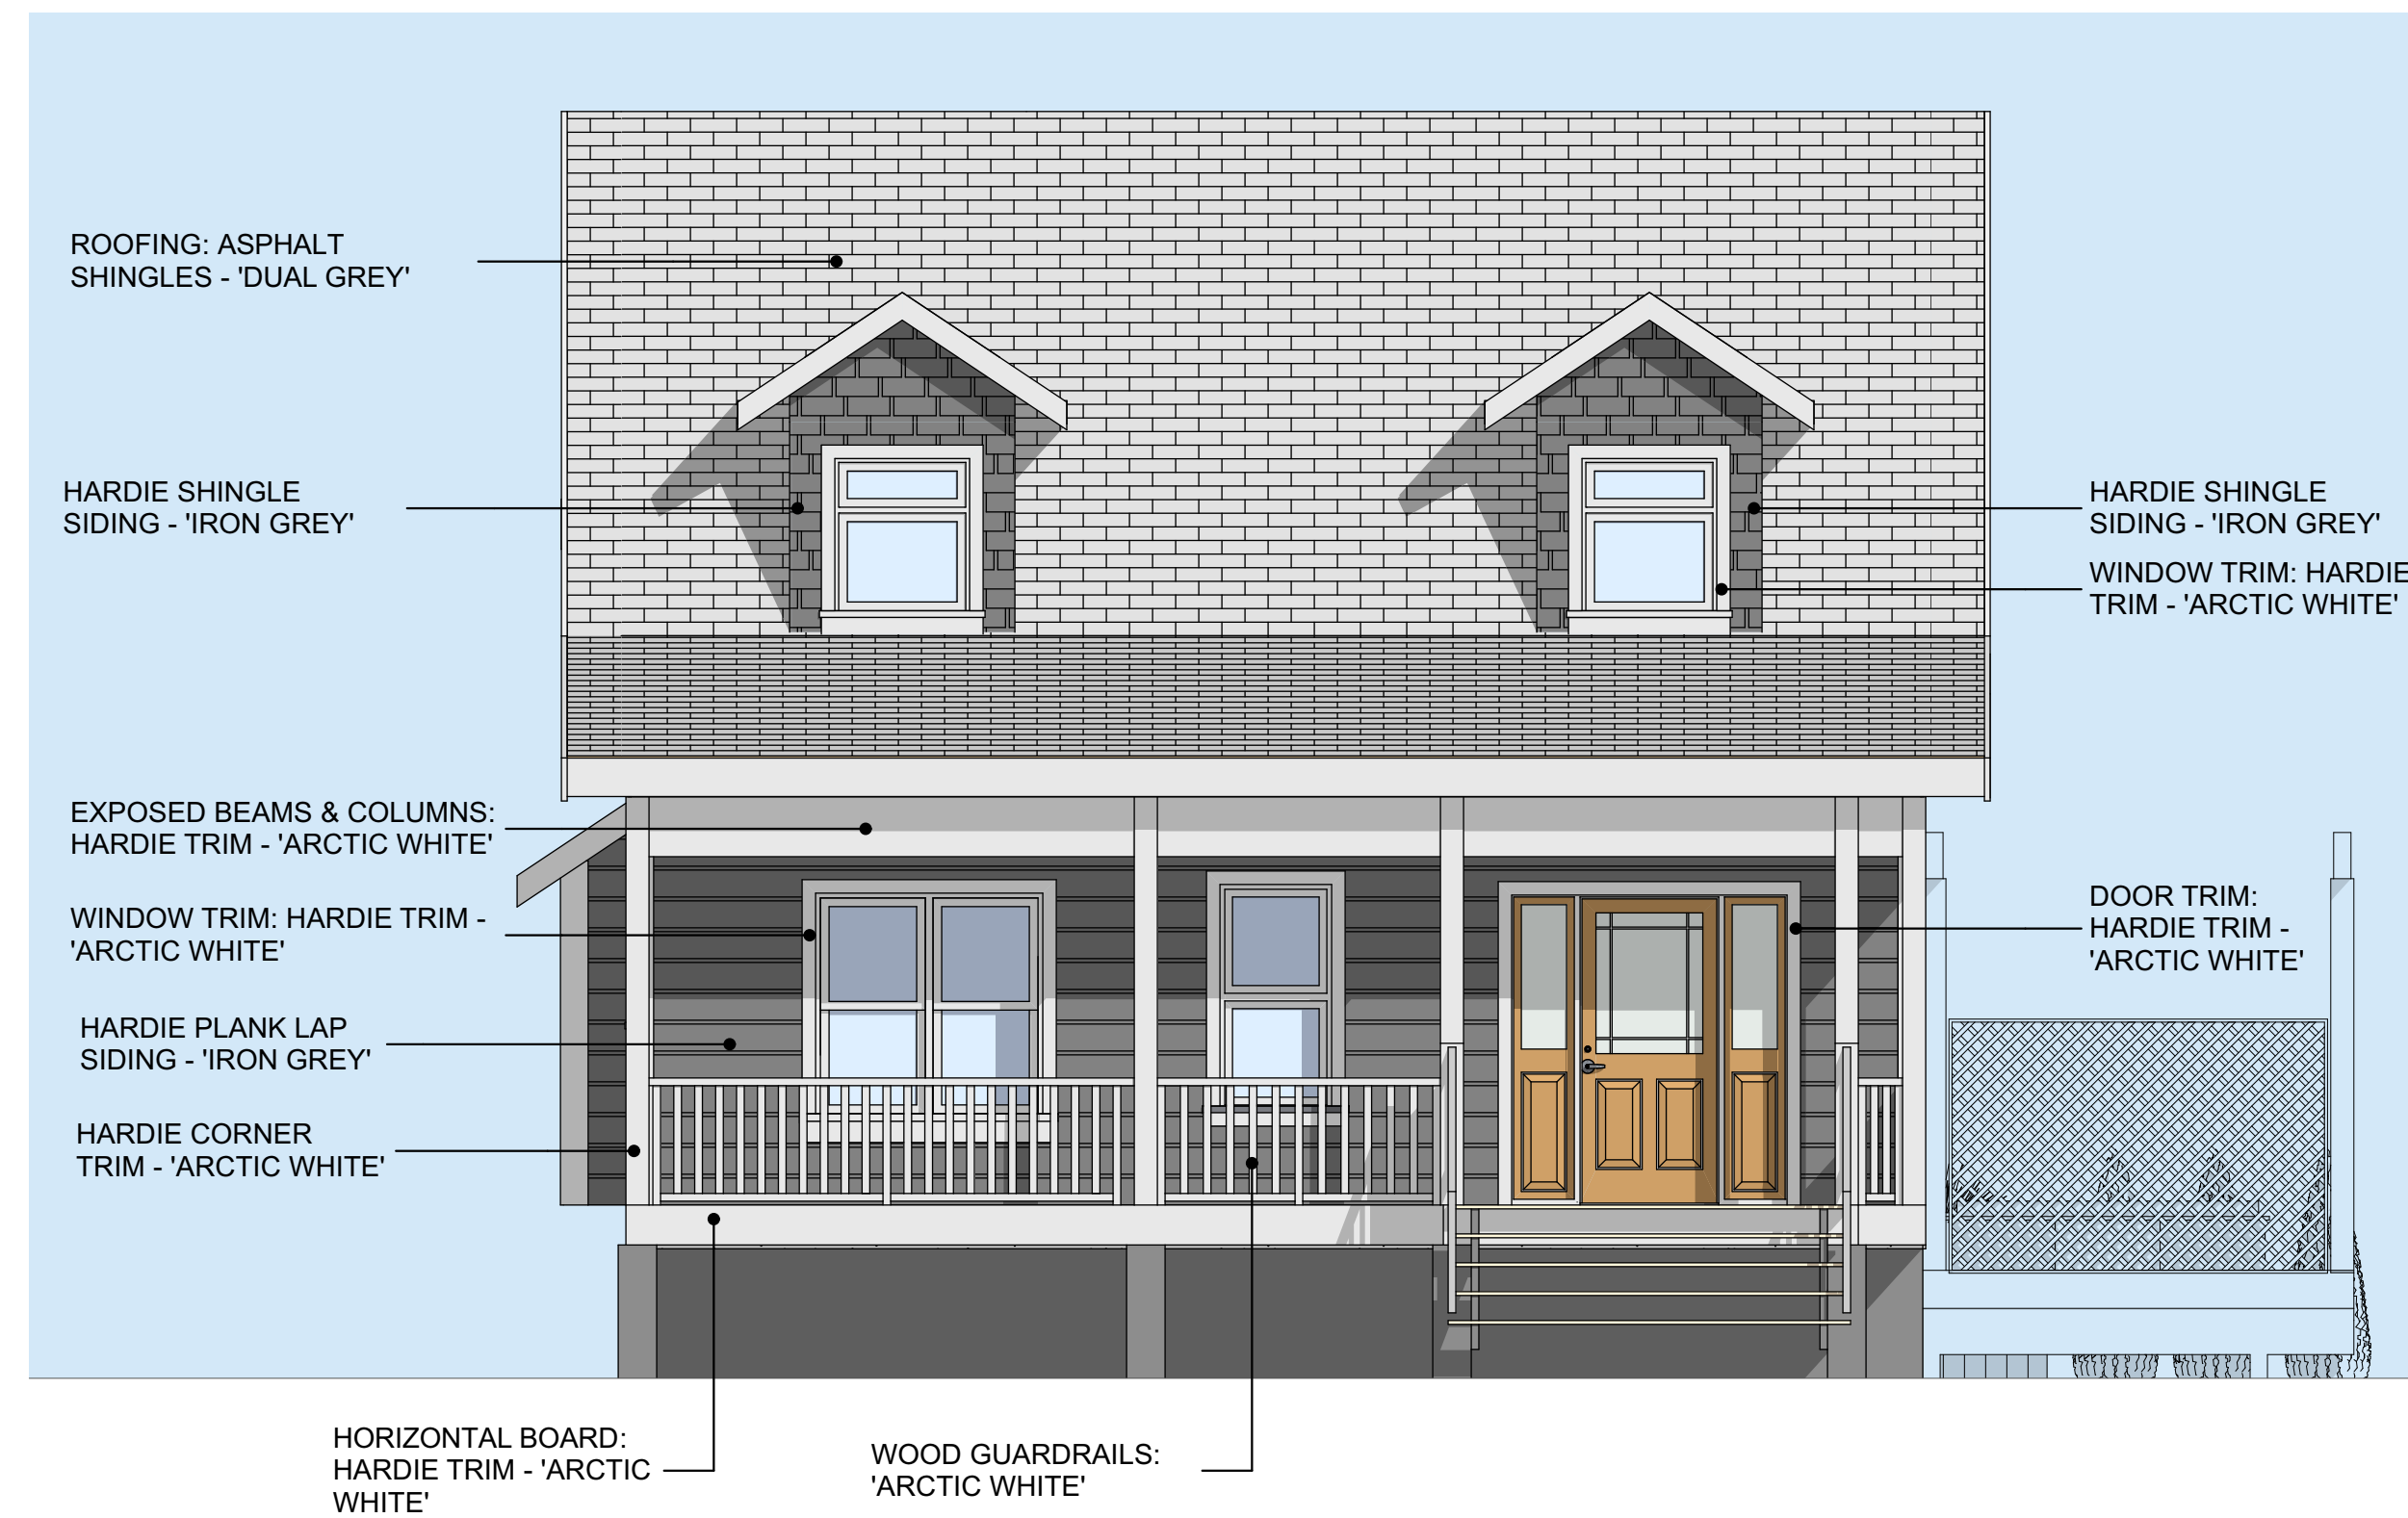 ROOFING: ASPHALT
SHINGLES - 'DUAL GREY'
HARDIE SHINGLE
SIDING - 'IRON GREY'
HARDIE SHINGLE
SIDING - 'IRON GREY'
WINDOW TRIM: HARDIE
TRIM - 'ARCTIC WHITE'
EXPOSED BEAMS & COLUMNS:
HARDIE TRIM - 'ARCTIC WHITE'
WINDOW TRIM: HARDIE TRIM -
'ARCTIC WHITE'
DOOR TRIM:
HARDIE TRIM -
'ARCTIC WHITE'
HARDIE PLANK LAP
SIDING - 'IRON GREY'
HARDIE CORNER
TRIM - 'ARCTIC WHITE'
HORIZONTAL BOARD:
HARDIE TRIM - 'ARCTIC
WHITE'
WOOD GUARDRAILS:
'ARCTIC WHITE'